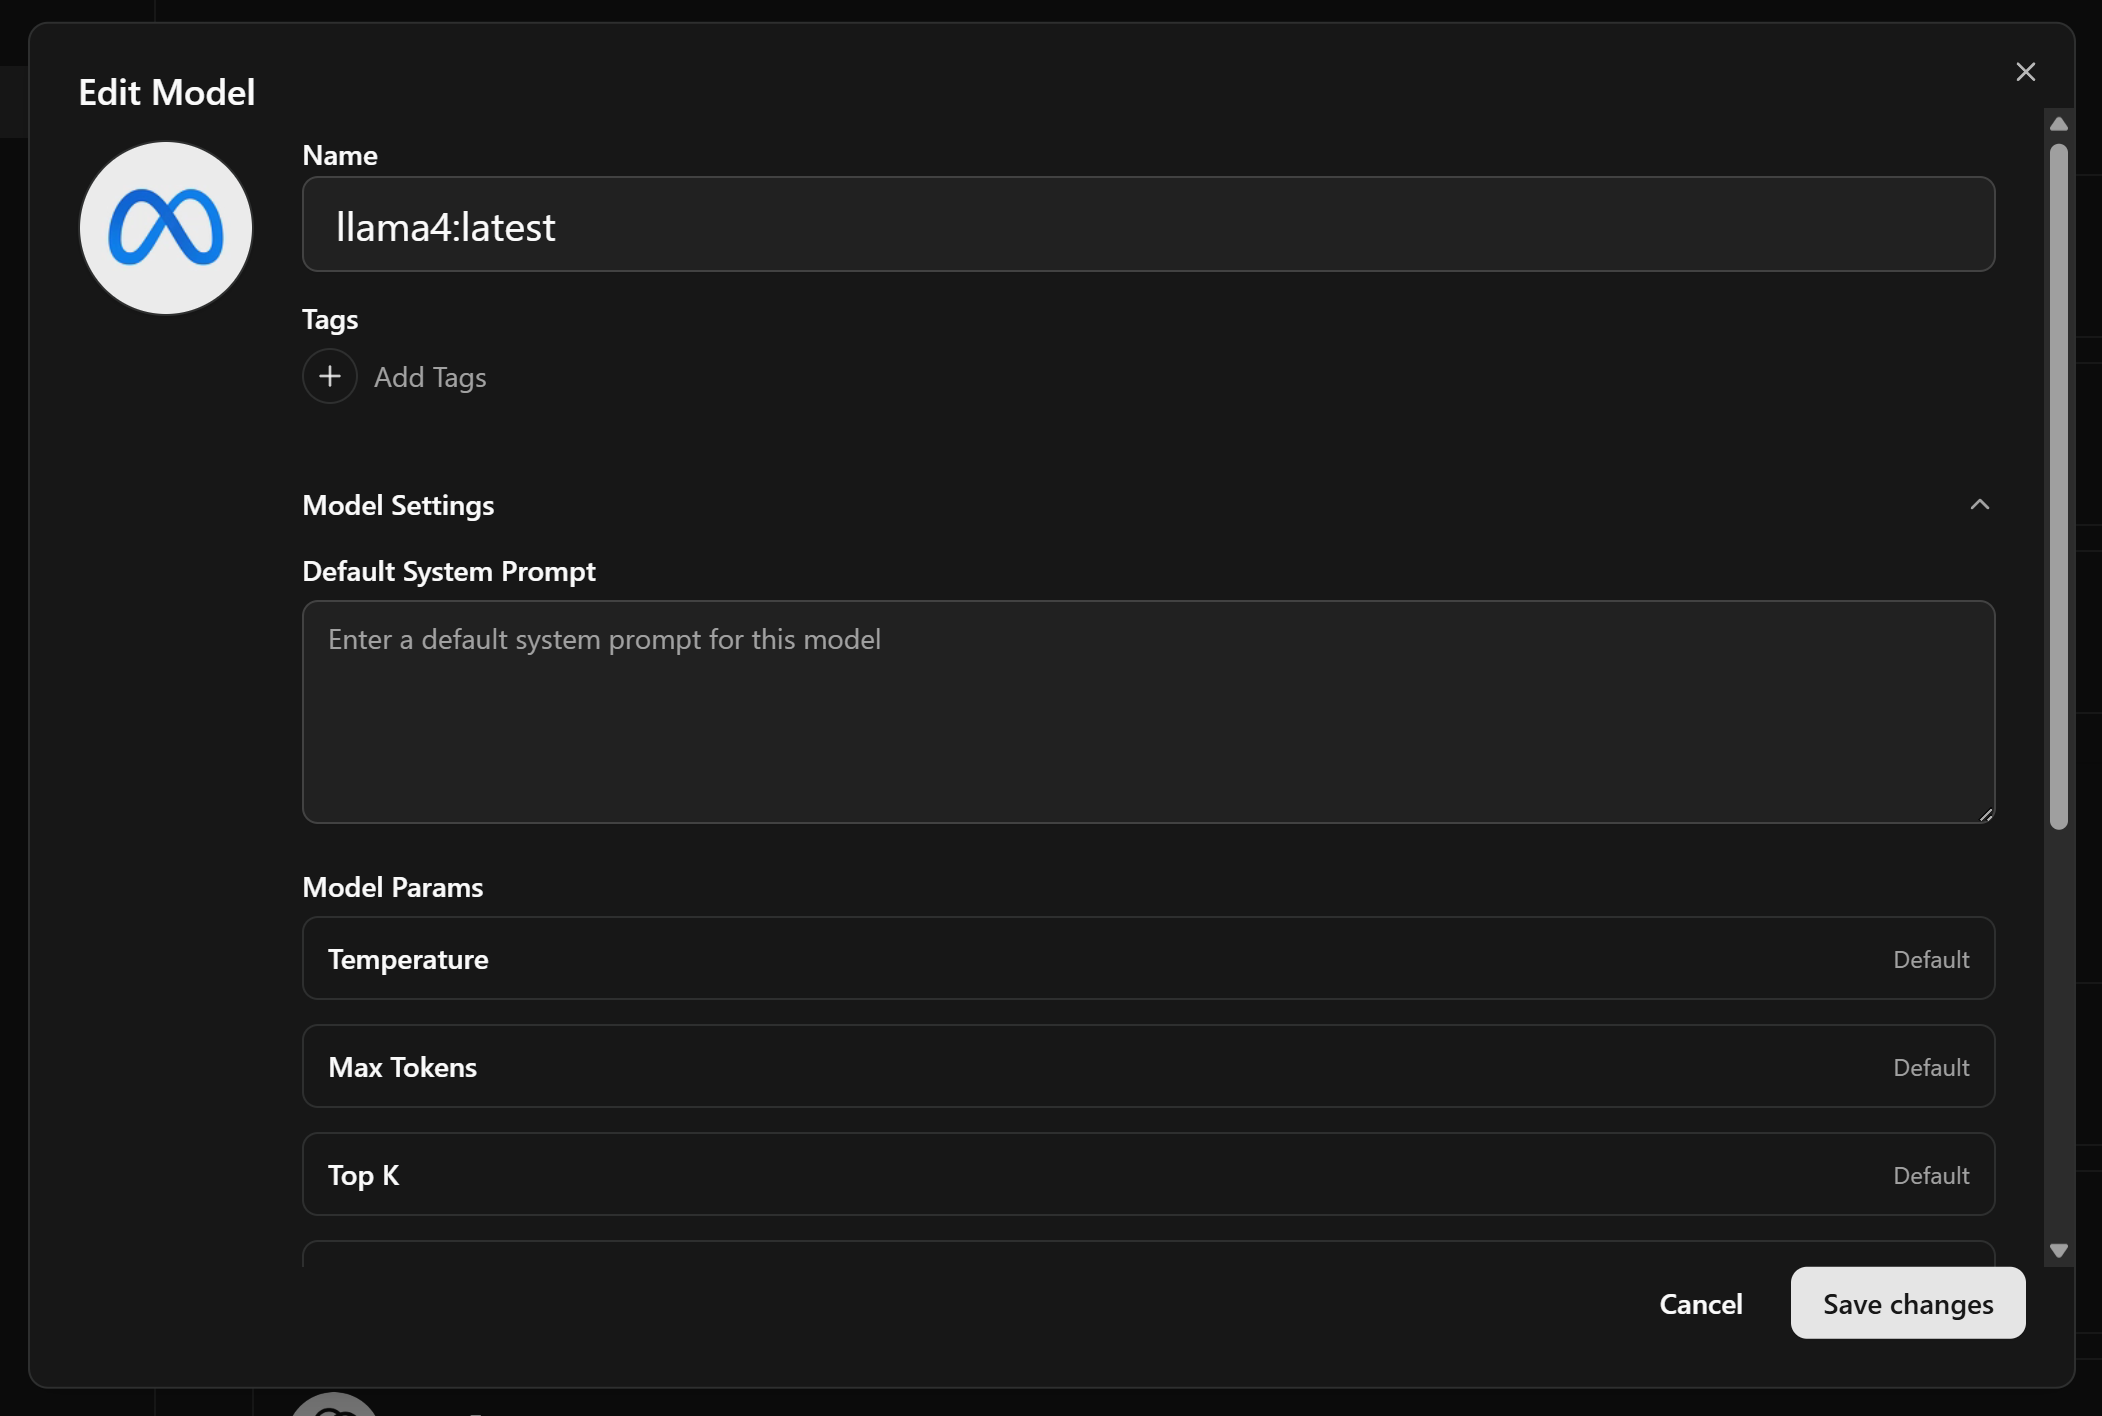 Edit Model
Name
llama4:latest
Tags
Add Tags
Model Settings
Default System Prompt
Enter a default system prompt for this model
Model Params
Temperature
Default
Max Tokens
Default
Top K
Default
Cancel
Save changes